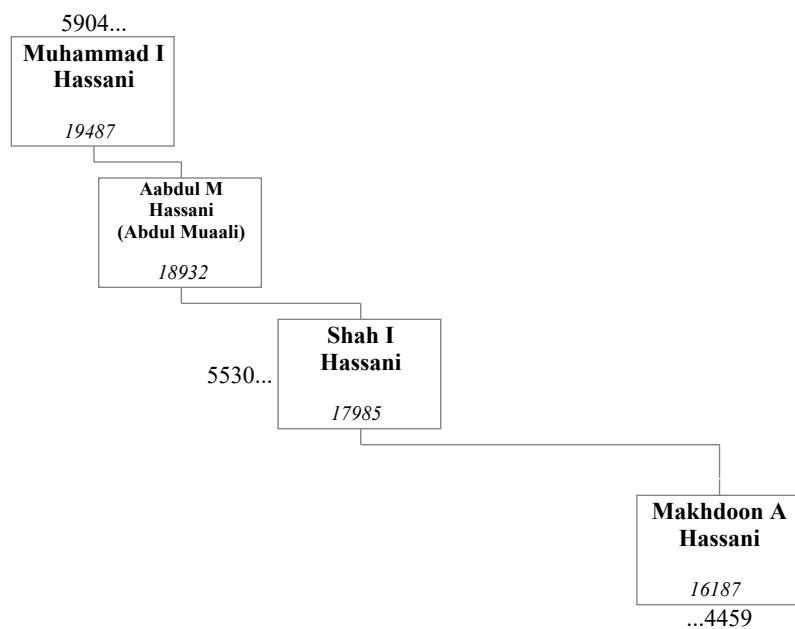 5904...
Muhammad I
Hassani
19487
Aabdul M
Hassani
(Abdul Muaali)
18932
Shah I
Hassani
5530...
17985
Makhdoon A
Hassani
16187
...4459